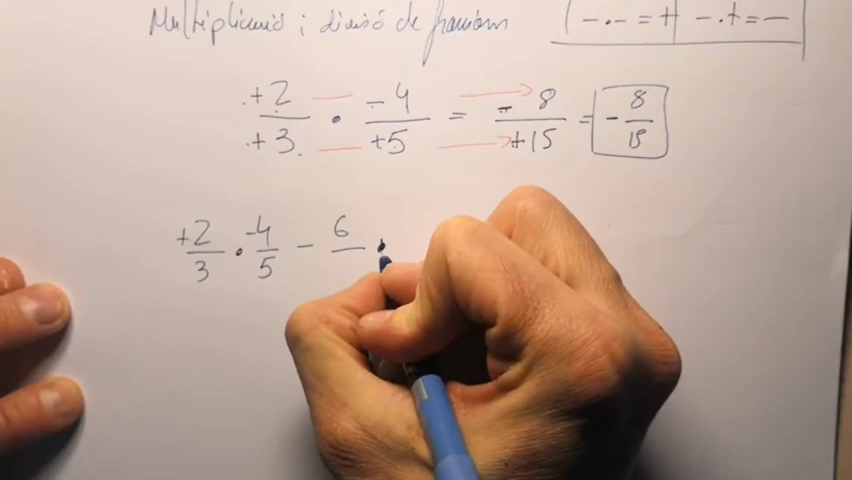 Multiplicació i divisió de fraccions
- · - = + - · + = -
+2 -4 - 8 8
— · — = — = - —
+3 +5 +15 15
+2 -4 6
— · — - — ·
3 5